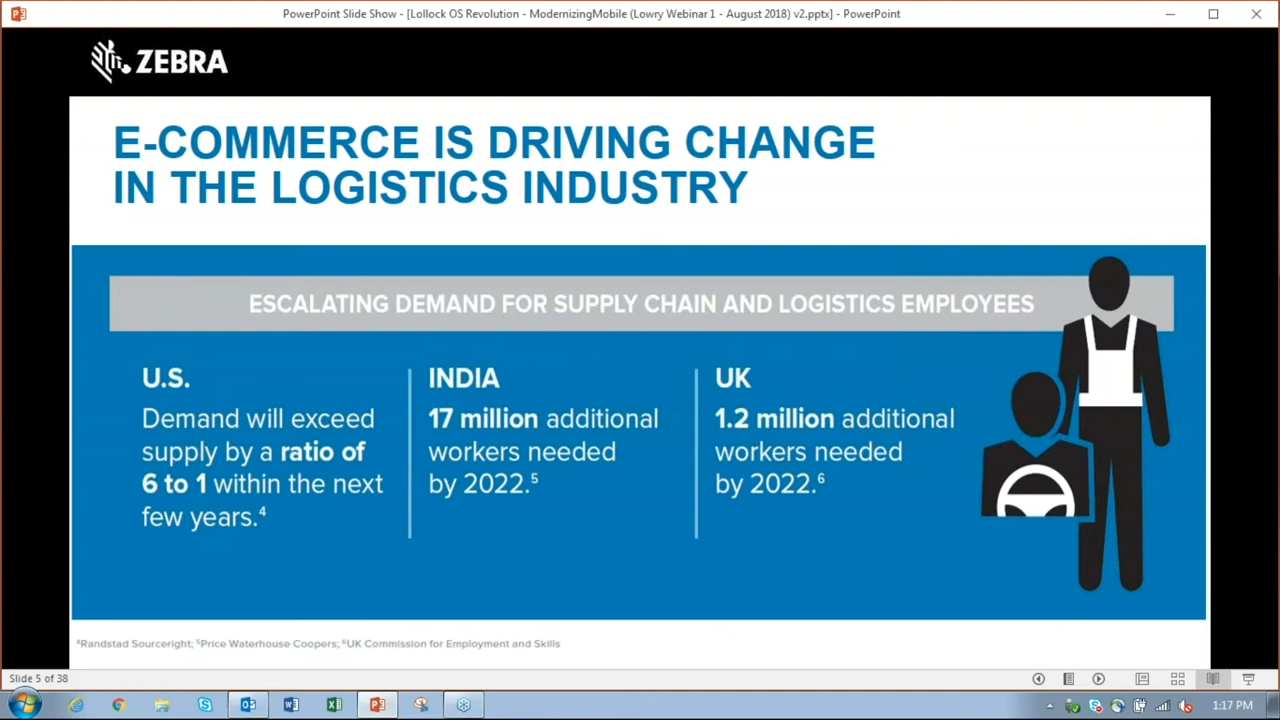 PowerPoint Slide Show - [Lollock OS Revolution - ModernizingMobile (Lowry Webinar 1 - August 2018) v2.pptx] - PowerPoint
ZEBRA
E-COMMERCE IS DRIVING CHANGE
IN THE LOGISTICS INDUSTRY
ESCALATING DEMAND FOR SUPPLY CHAIN AND LOGISTICS EMPLOYEES
U.S.
Demand will exceed
supply by a ratio of
6 to 1 within the next
few years.⁴
INDIA
17 million additional
workers needed
by 2022.⁵
UK
1.2 million additional
workers needed
by 2022.⁶
⁴Randstad Sourceright; ⁵Price Waterhouse Coopers; ⁶UK Commission for Employment and Skills
Slide 5 of 38
1:17 PM